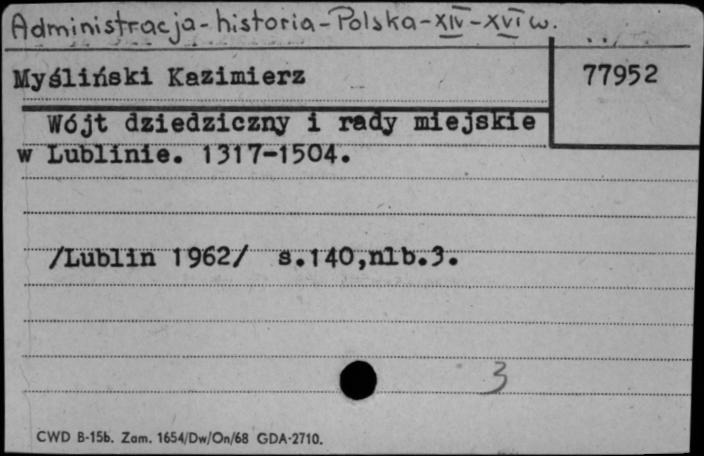 Administracja-historia-Polska-XIV-XVI w.
Myśliński Kazimierz 77952
Wójt dziedziczny i rady miejskie
w Lublinie. 1317-1504.
/Lublin 1962/ s.140,nlb.3.
3
CWD B-15b. Zam. 1654/Dw/On/68 GDA-2710.